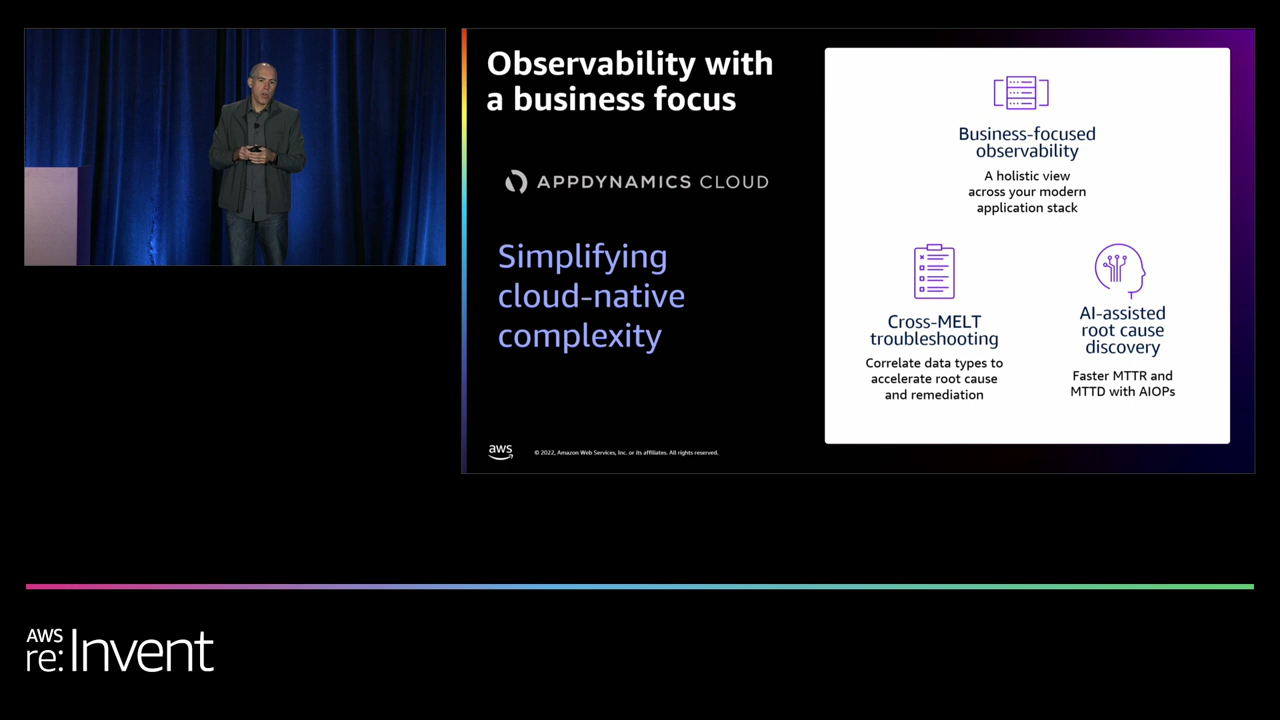 Observability with
a business focus
APPDYNAMICS CLOUD
Simplifying
cloud-native
complexity
aws
© 2022, Amazon Web Services, Inc. or its affiliates. All rights reserved.
Business-focused
observability
A holistic view
across your modern
application stack
Cross-MELT
troubleshooting
Correlate data types to
accelerate root cause
and remediation
AI-assisted
root cause
discovery
Faster MTTR and
MTTD with AIOPs
AWS
re:Invent